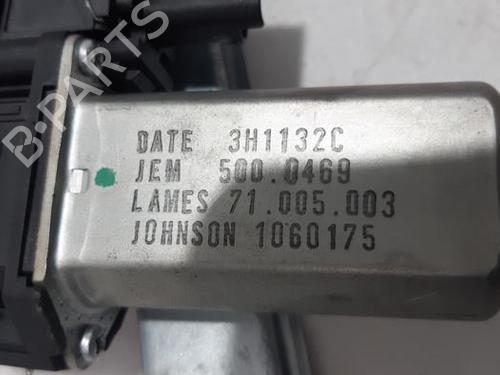 B-PARTS
DATE 3H1132C
JEM 500.0469
LAMES 71.005.003
JOHNSON 1060175